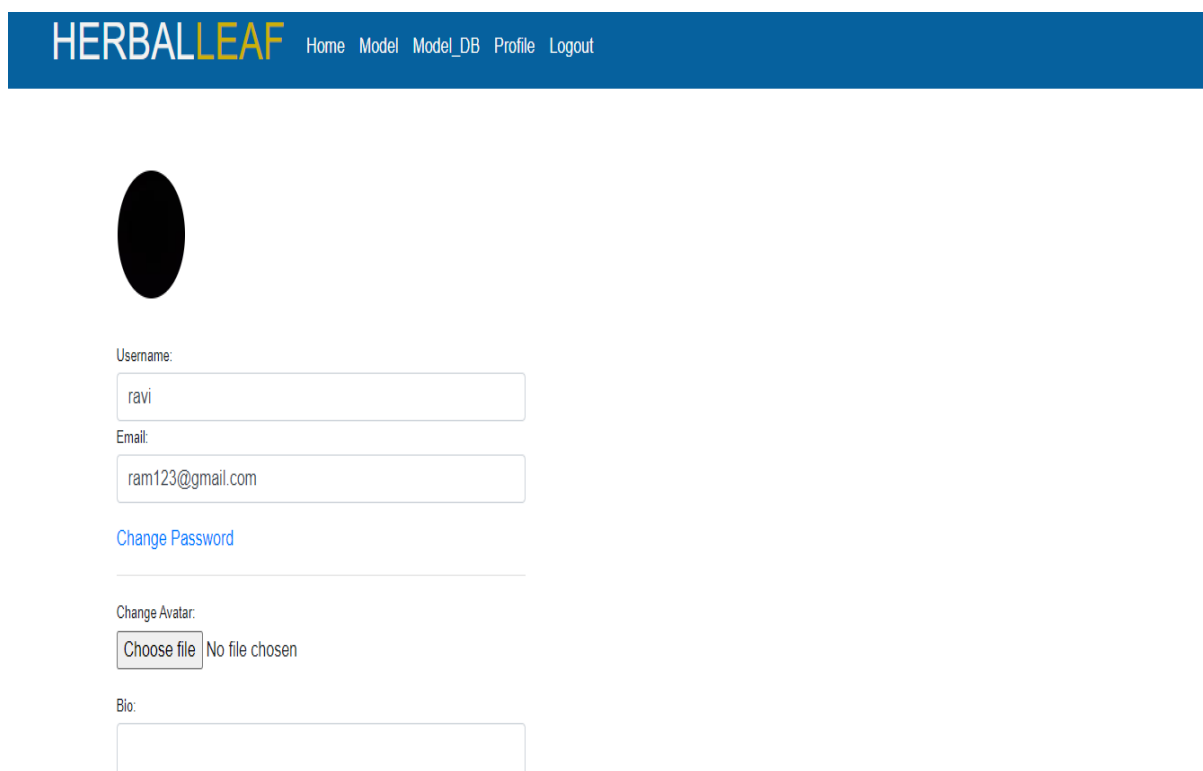 HERBALLEAF Home Model Model_DB Profile Logout
Username:
ravi
Email:
ram123@gmail.com
Change Password
Change Avatar:
Choose file No file chosen
Bio: